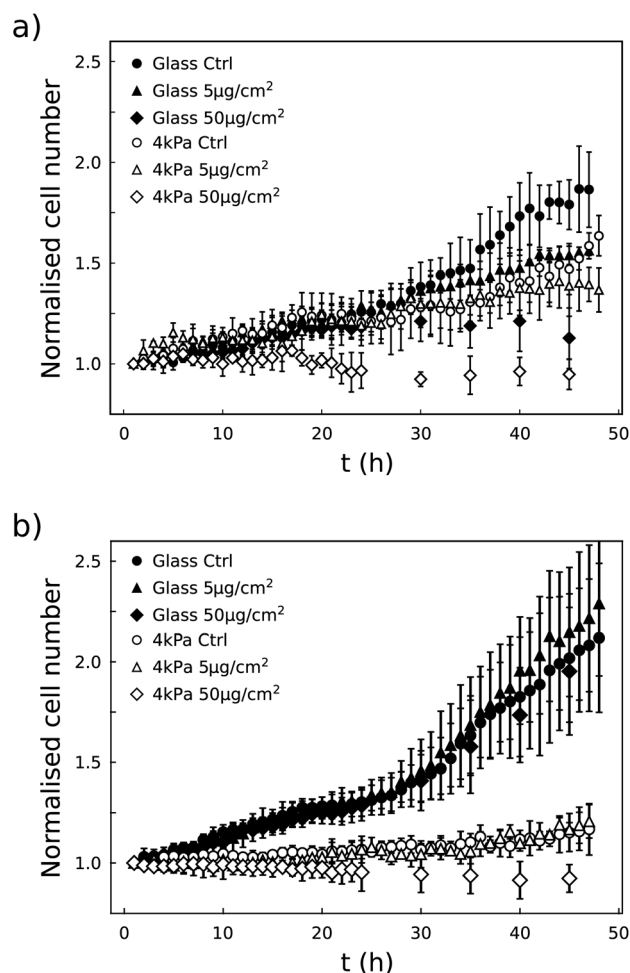 a)
Normalised cell number
2.5
2.0
1.5
1.0
Glass Ctrl
Glass 5μg/cm²
Glass 50μg/cm²
4kPa Ctrl
4kPa 5μg/cm²
4kPa 50μg/cm²
0 10 20 30 40 50
t (h)
b)
Normalised cell number
2.5
2.0
1.5
1.0
Glass Ctrl
Glass 5μg/cm²
Glass 50μg/cm²
4kPa Ctrl
4kPa 5μg/cm²
4kPa 50μg/cm²
0 10 20 30 40 50
t (h)